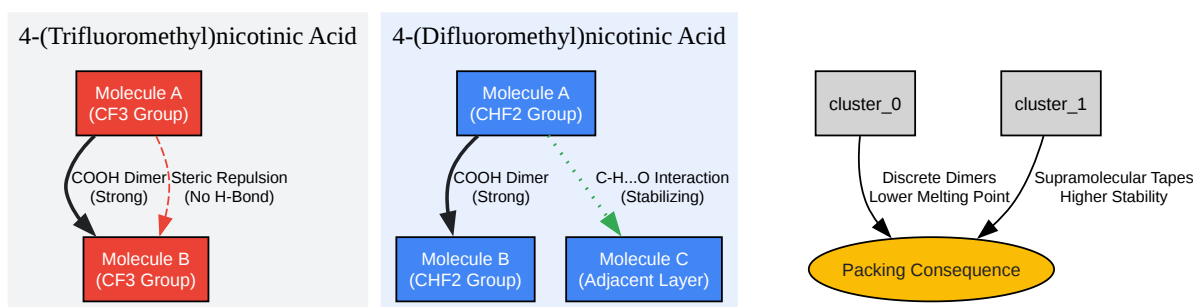 4-(Trifluoromethyl)nicotinic Acid
Molecule A
(CF3 Group)
COOH Dimer
(Strong)
Steric Repulsion
(No H-Bond)
Molecule B
(CF3 Group)
4-(Difluoromethyl)nicotinic Acid
Molecule A
(CHF2 Group)
COOH Dimer
(Strong)
C-H...O Interaction
(Stabilizing)
Molecule B
(CHF2 Group)
Molecule C
(Adjacent Layer)
cluster_0
cluster_1
Discrete Dimers
Lower Melting Point
Supramolecular Tapes
Higher Stability
Packing Consequence